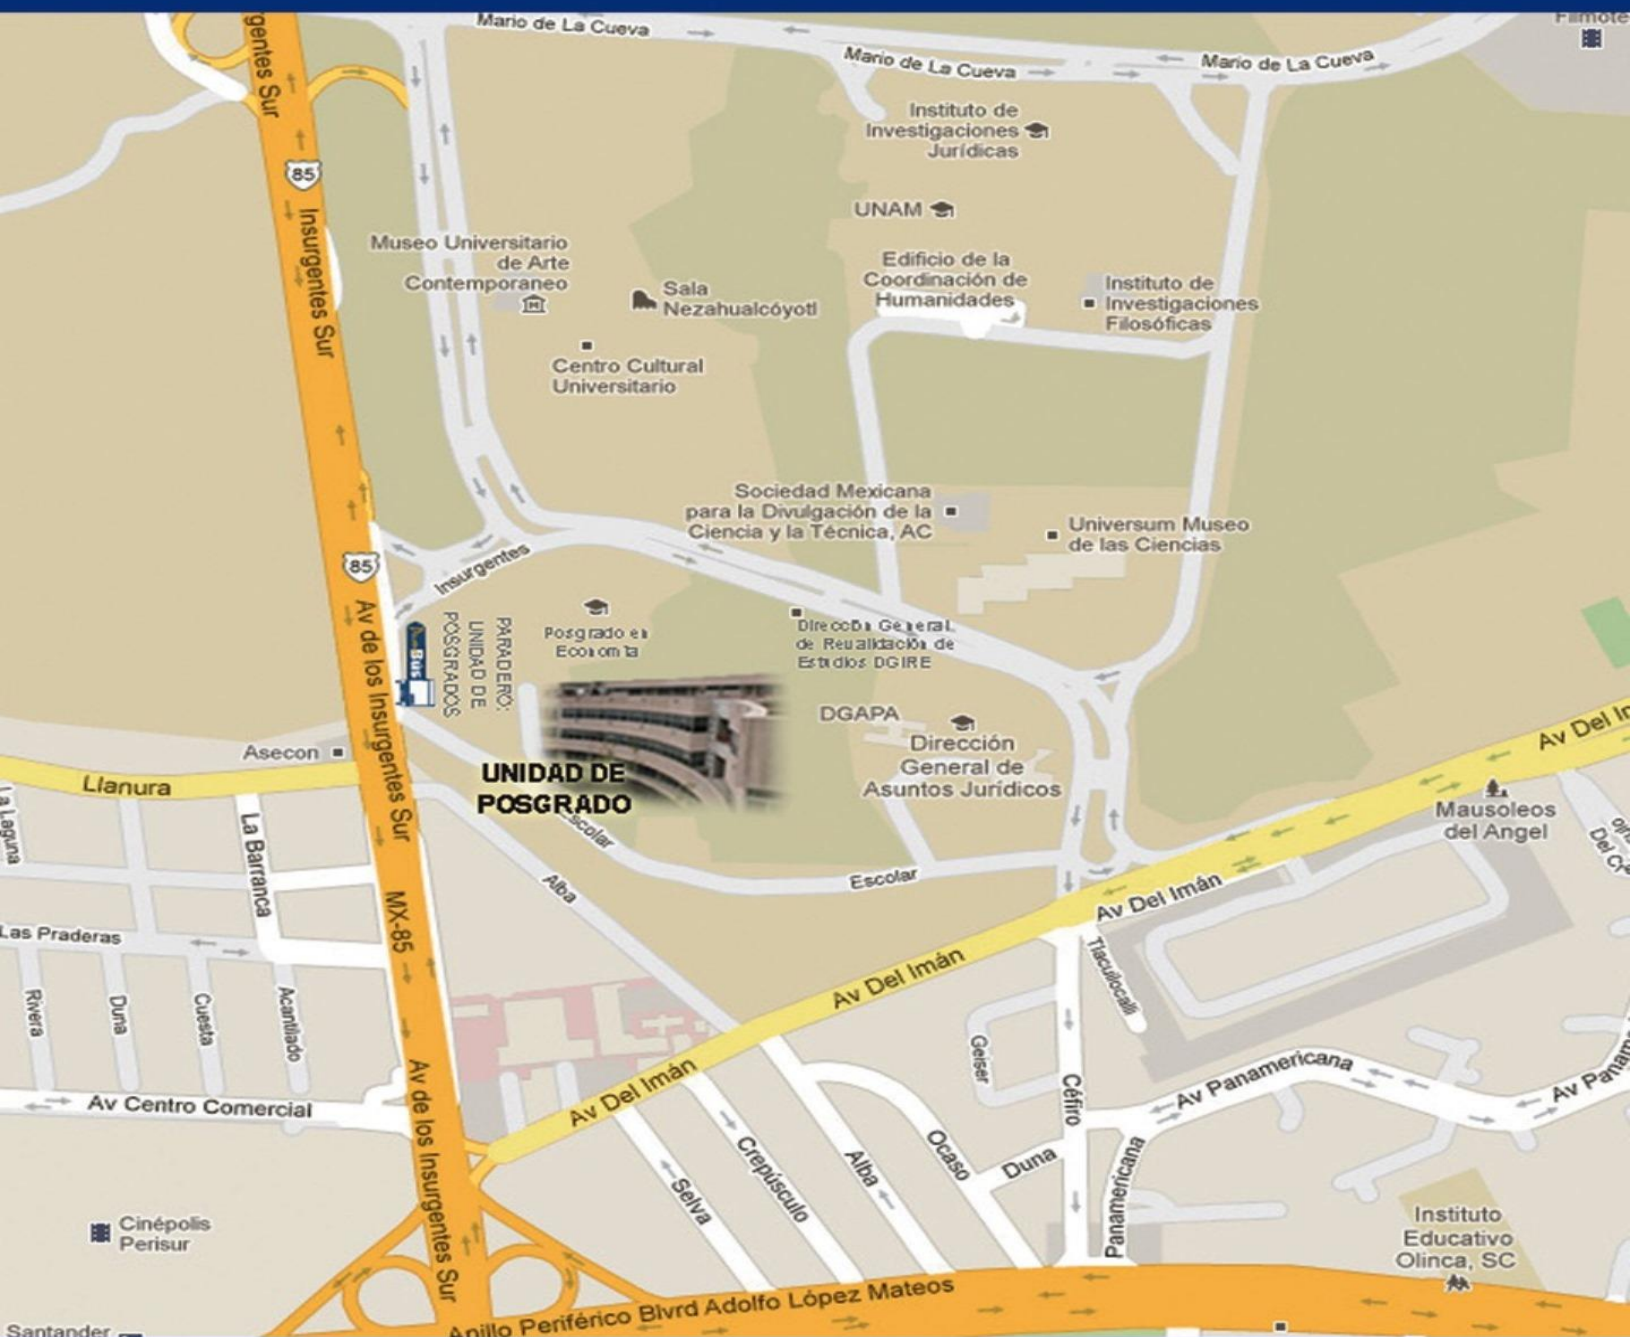 Mario de La Cueva
Mario de La Cueva
Mario de La Cueva
gentes Sur
85
Insurgentes Sur
Instituto de
Investigaciones
Jurídicas
UNAM
Museo Universitario
de Arte
Contemporaneo
Sala
Nezahualcóyotl
Edificio de la
Coordinación de
Humanidades
Instituto de
Investigaciones
Filosóficas
Centro Cultural
Universitario
Sociedad Mexicana
para la Divulgación de la
Ciencia y la Técnica, AC
Universum Museo
de las Ciencias
85
Insurgentes
PARADERO:
UNIDAD DE
POSGRADOS
Bus
Posgrado en
Economía
Dirección General
de Revalidación de
Estudios DGIRE
Av de los Insurgentes Sur
DGAPA
Dirección
General de
Asuntos Jurídicos
Asecon
UNIDAD DE
POSGRADO
Llanura
La Laguna
La Barranca
scolar
Escolar
Alba
Av Del
Mausoleos
del Angel
MX-85
Av Del Imán
Las Praderas
Rivera
Duna
Cuesta
Acantilado
Av Del Imán
Tlacuilocalli
Geiser
Céfiro
Av Panamericana
Av Centro Comercial
Av Del Imán
Av de los Insurgentes Sur
Selva
Crepúsculo
Alba
Ocaso
Duna
Panamericana
Cinépolis
Perisur
Instituto
Educativo
Olinca, SC
Anillo Periférico Blvrd Adolfo López Mateos
Santander